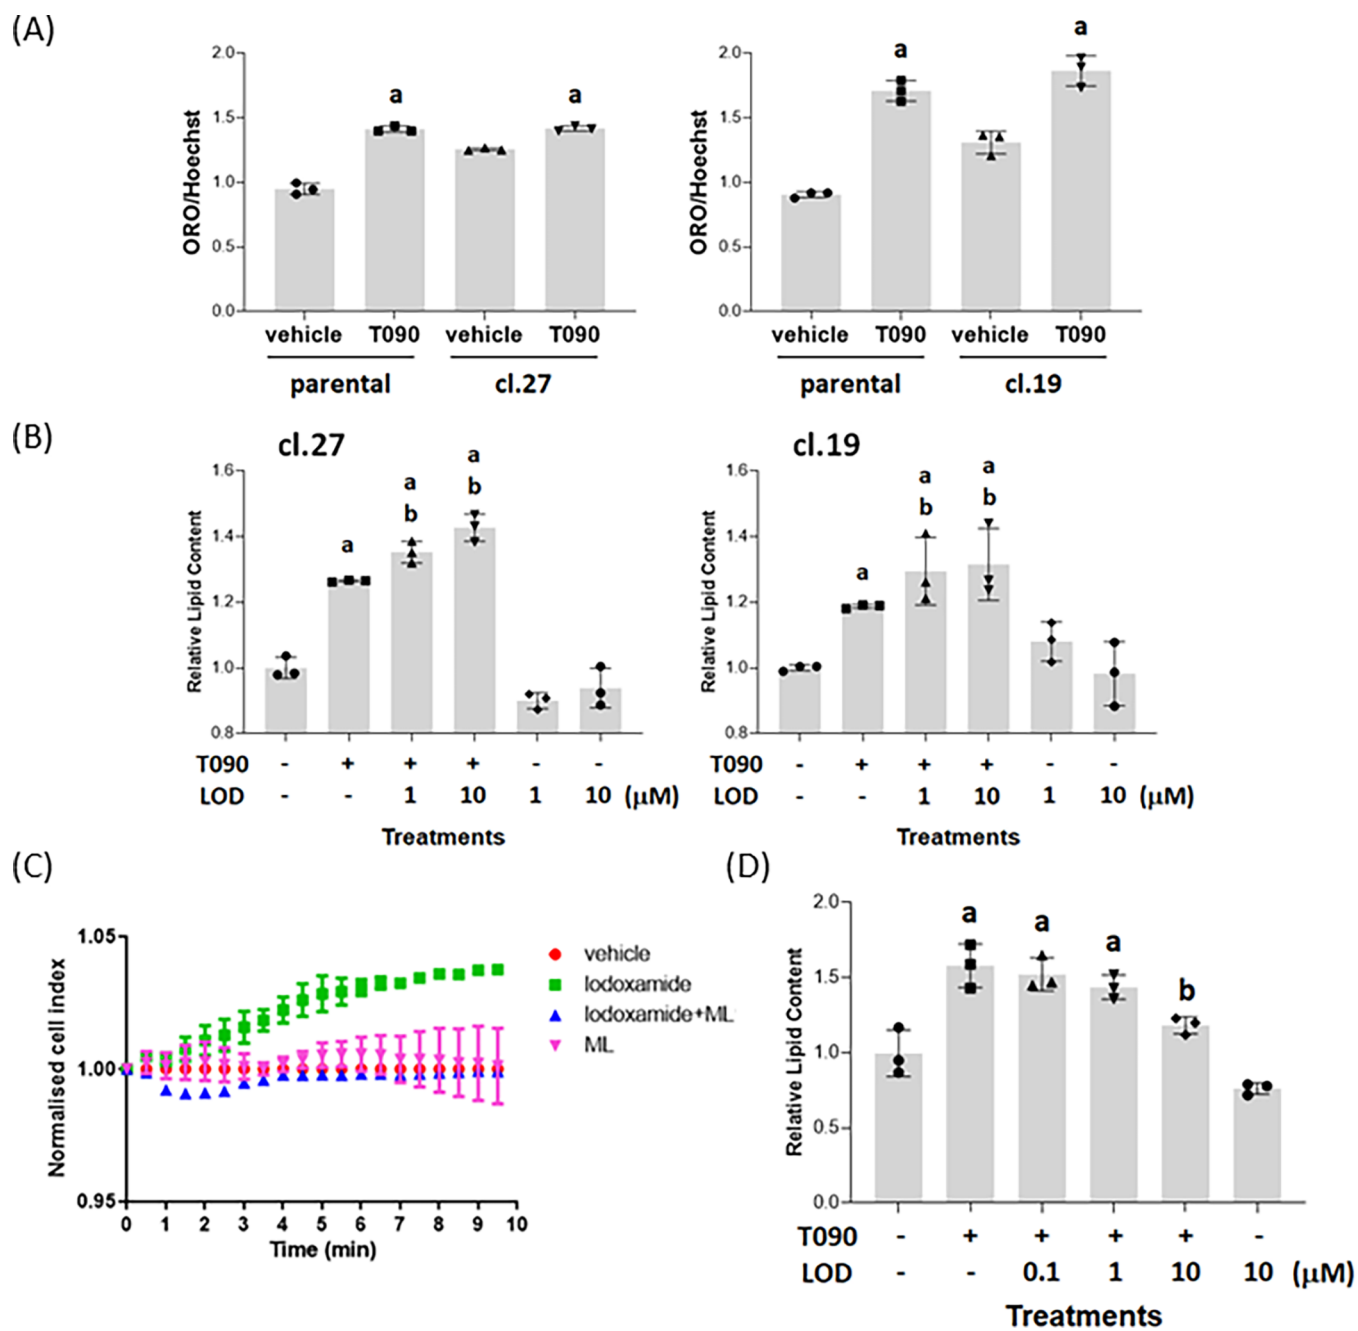 (A)
2.0
1.5
1.0
0.5
0.0
ORO/Hoechst
a
a
vehicle T090 vehicle T090
parental cl.27
2.0
1.5
1.0
0.5
0.0
ORO/Hoechst
a
a
vehicle T090 vehicle T090
parental cl.19
(B)
cl.27
1.6
1.4
1.2
1.0
0.8
Relative Lipid Content
a
a
b
a
b
T090 - + + + - -
LOD - - 1 10 1 10 (μM)
Treatments
cl.19
1.6
1.4
1.2
1.0
0.8
Relative Lipid Content
a
a
b
a
b
T090 - + + + - -
LOD - - 1 10 1 10 (μM)
Treatments
(C)
1.05
1.00
0.95
Normalised cell index
0 1 2 3 4 5 6 7 8 9 10
Time (min)
vehicle
lodoxamide
lodoxamide+ML
ML
(D)
2.0
1.5
1.0
0.5
0.0
Relative Lipid Content
a
a
a
b
T090 - + + + + -
LOD - - 0.1 1 10 10 (μM)
Treatments